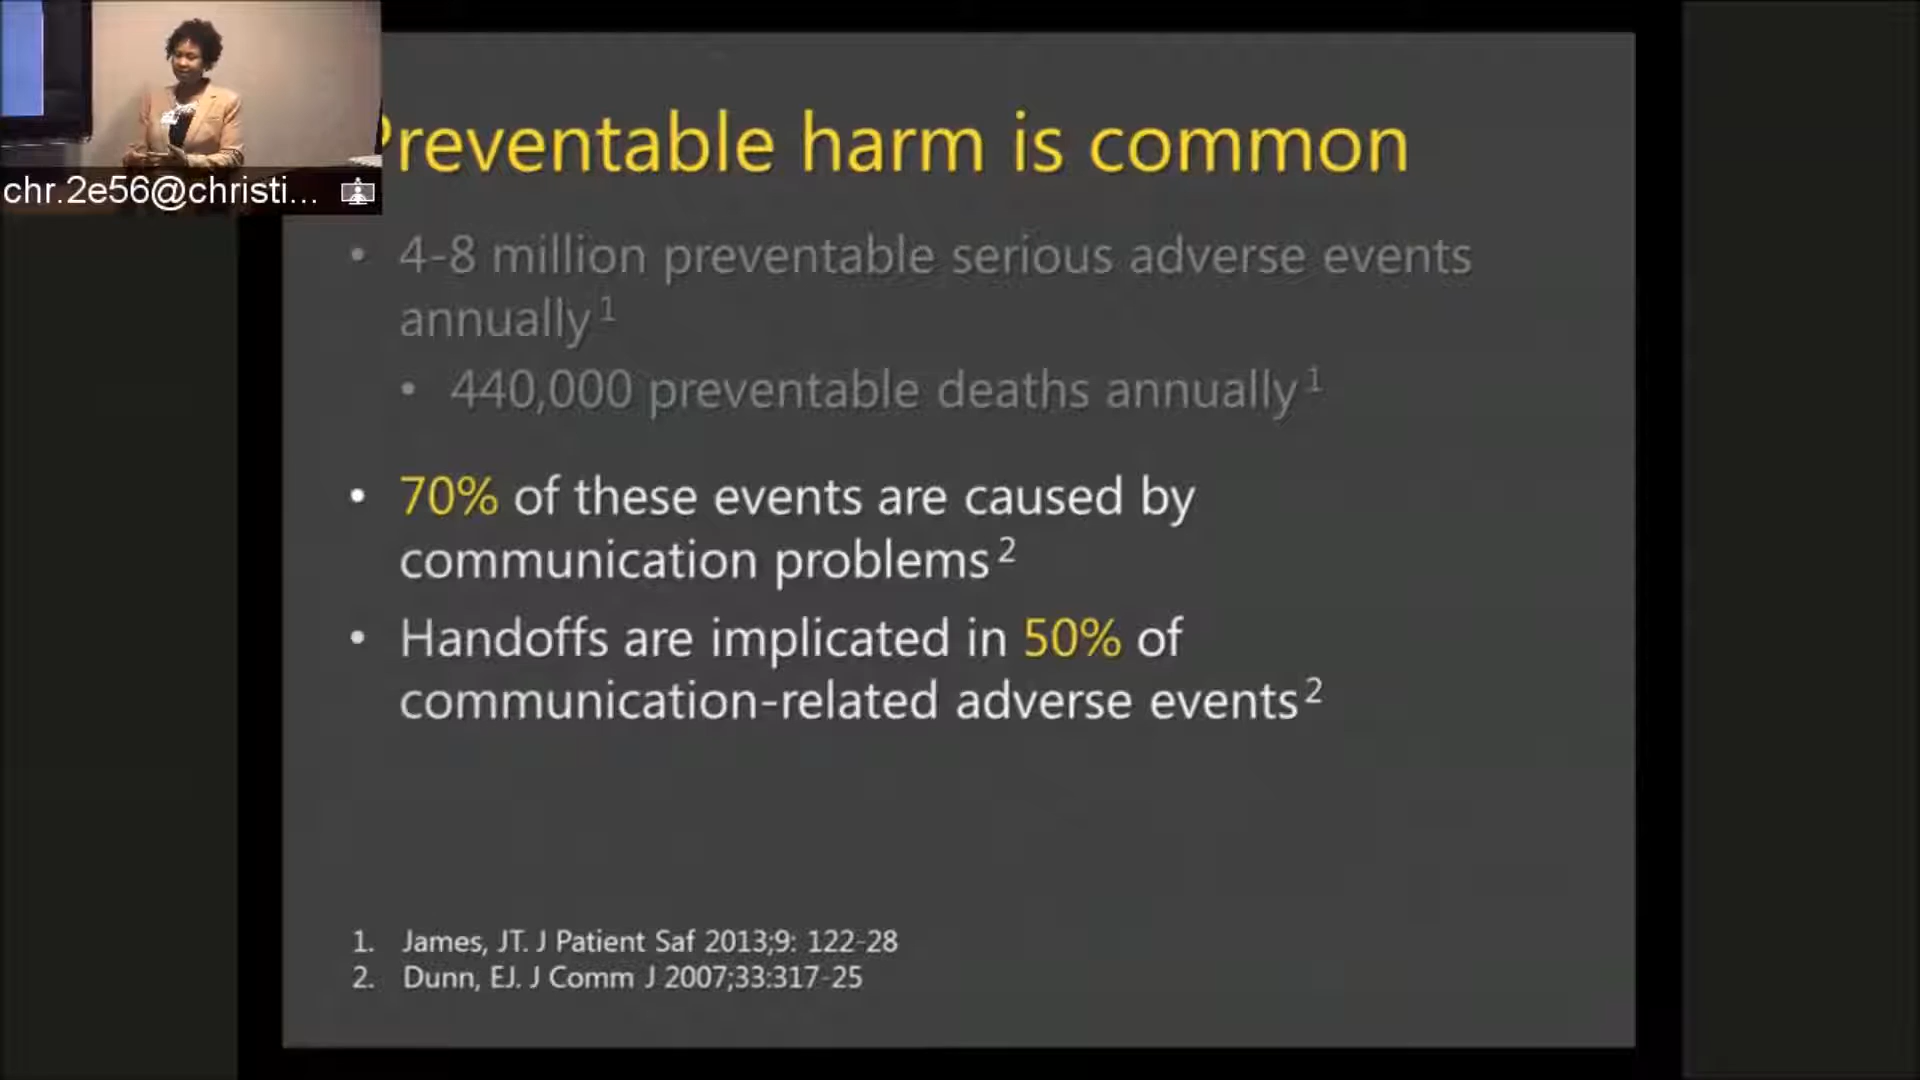 Preventable harm is common
chr.2e56@christi...
• 4-8 million preventable serious adverse events
annually 1
• 440,000 preventable deaths annually 1
• 70% of these events are caused by
communication problems 2
• Handoffs are implicated in 50% of
communication-related adverse events 2
1. James, JT. J Patient Saf 2013;9: 122-28
2. Dunn, EJ. J Comm J 2007;33:317-25